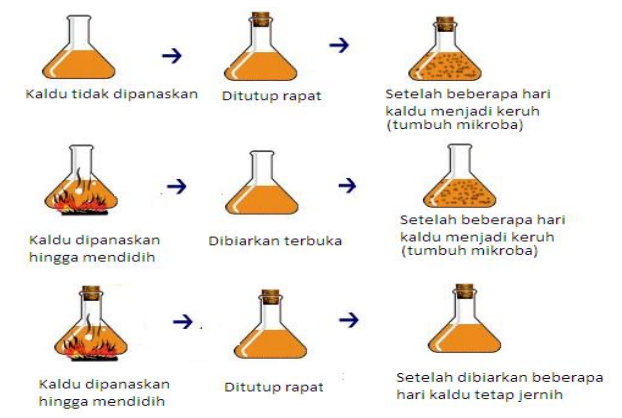 Kaldu tidak dipanaskan
Ditutup rapat
Setelah beberapa hari
kaldu menjadi keruh
(tumbuh mikroba)
Kaldu dipanaskan
hingga mendidih
Dibiarkan terbuka
Setelah beberapa hari
kaldu menjadi keruh
(tumbuh mikroba)
Kaldu dipanaskan
hingga mendidih
Ditutup rapat
Setelah dibiarkan beberapa
hari kaldu tetap jernih